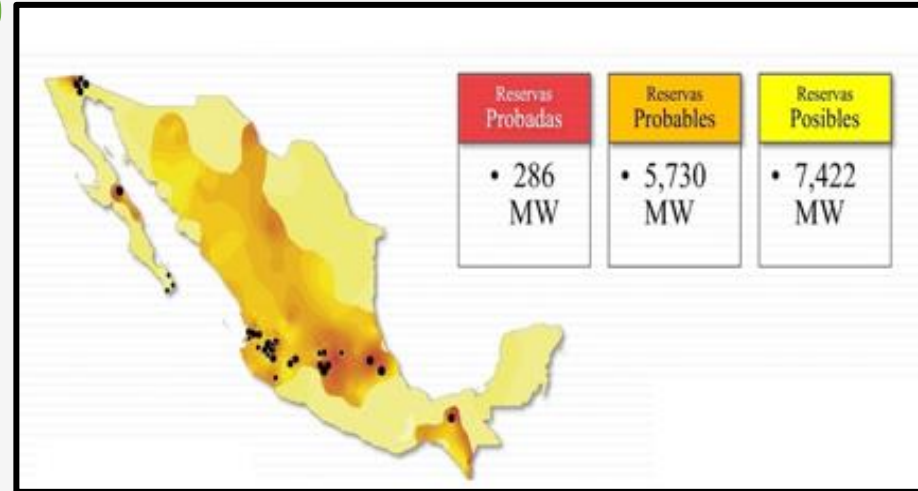 Reservas
Probadas
• 286
MW
Reservas
Probables
• 5,730
MW
Reservas
Posibles
• 7,422
MW